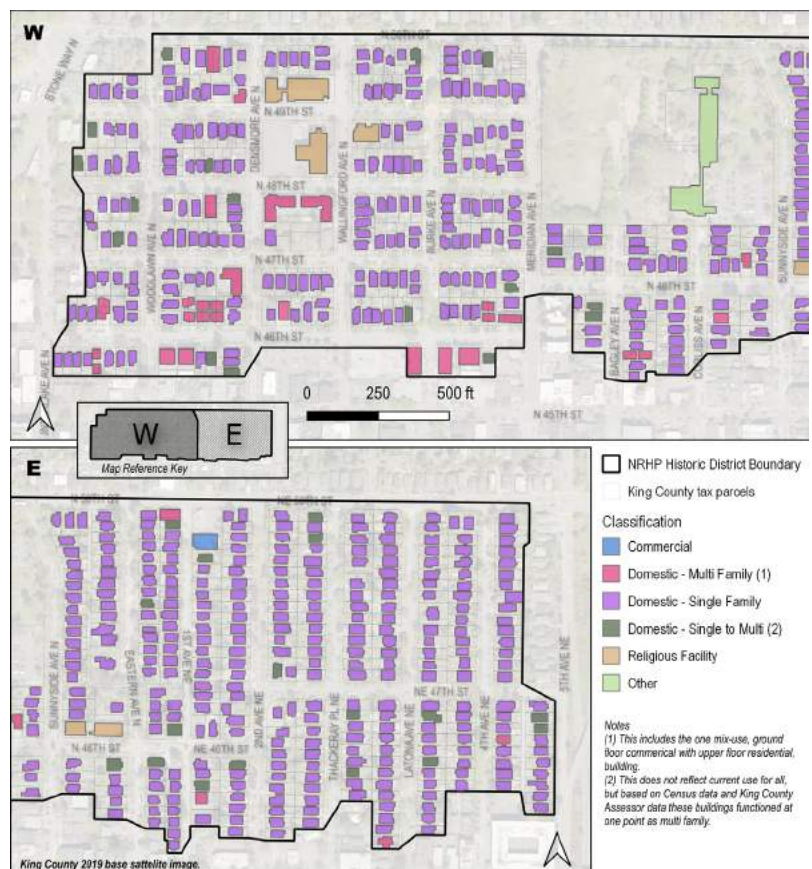 W
N 50TH ST
STONE WAY N
DENSMORE AVE N
N 49TH ST
WALLINGFORD AVE N
N 48TH ST
BURKE AVE N
MERIDIAN AVE N
WOODLAWN AVE N
N 47TH ST
SUNNYSIDE AVE N
N 46TH ST
N 46TH ST
BAGLEY AVE N
CORLISS AVE N
0 250 500 ft
N 45TH ST
W E
Map Reference Key
E
NE 50TH ST
SUNNYSIDE AVE N
EASTERN AVE N
1ST AVE NE
2ND AVE NE
NE 47TH ST
THACKERAY PL NE
LATONA AVE NE
4TH AVE NE
5TH AVE NE
N 46TH ST
NE 46TH ST
King County 2019 base sattelite image.
NRHP Historic District Boundary
King County tax parcels
Classification
Commercial
Domestic - Multi Family (1)
Domestic - Single Family
Domestic - Single to Multi (2)
Religious Facility
Other
Notes
(1) This includes the one mix-use, ground
floor commerical with upper floor residential,
building.
(2) This does not reflect current use for all,
but based on Census data and King County
Assessor data these buildings functioned at
one point as multi family.